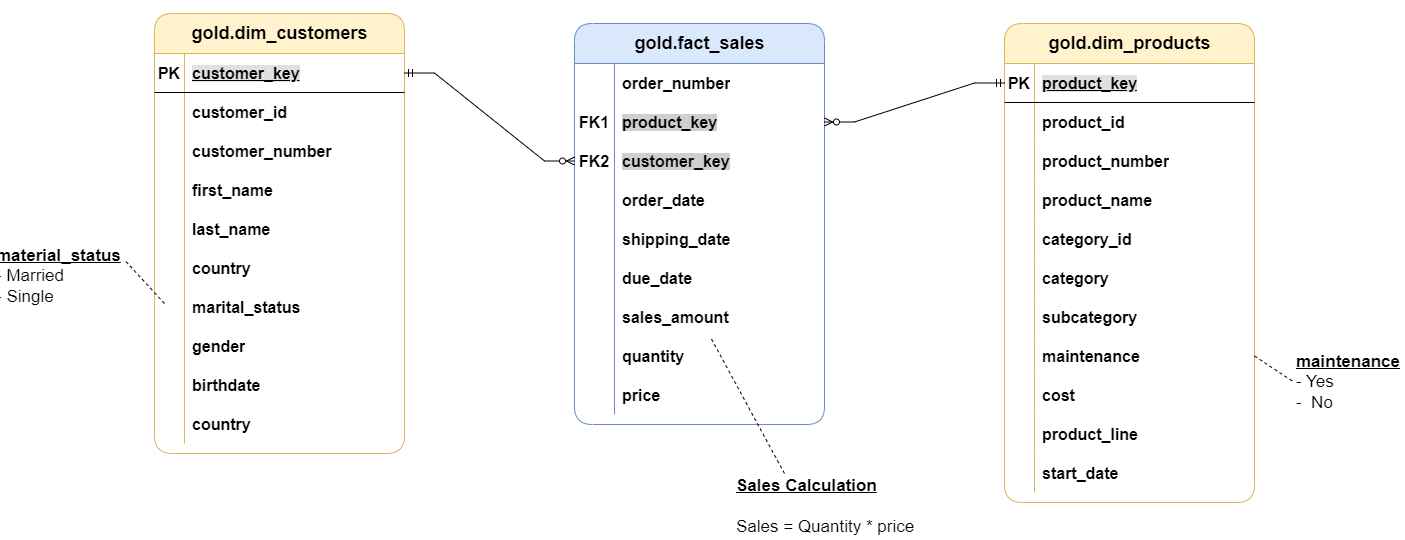 gold.dim_customers
PK customer_key
customer_id
customer_number
first_name
last_name
country
marital_status
gender
birthdate
country
material_status
- Married
- Single
gold.fact_sales
order_number
FK1 product_key
FK2 customer_key
order_date
shipping_date
due_date
sales_amount
quantity
price
Sales Calculation
Sales = Quantity * price
gold.dim_products
PK product_key
product_id
product_number
product_name
category_id
category
subcategory
maintenance
cost
product_line
start_date
maintenance
- Yes
- No